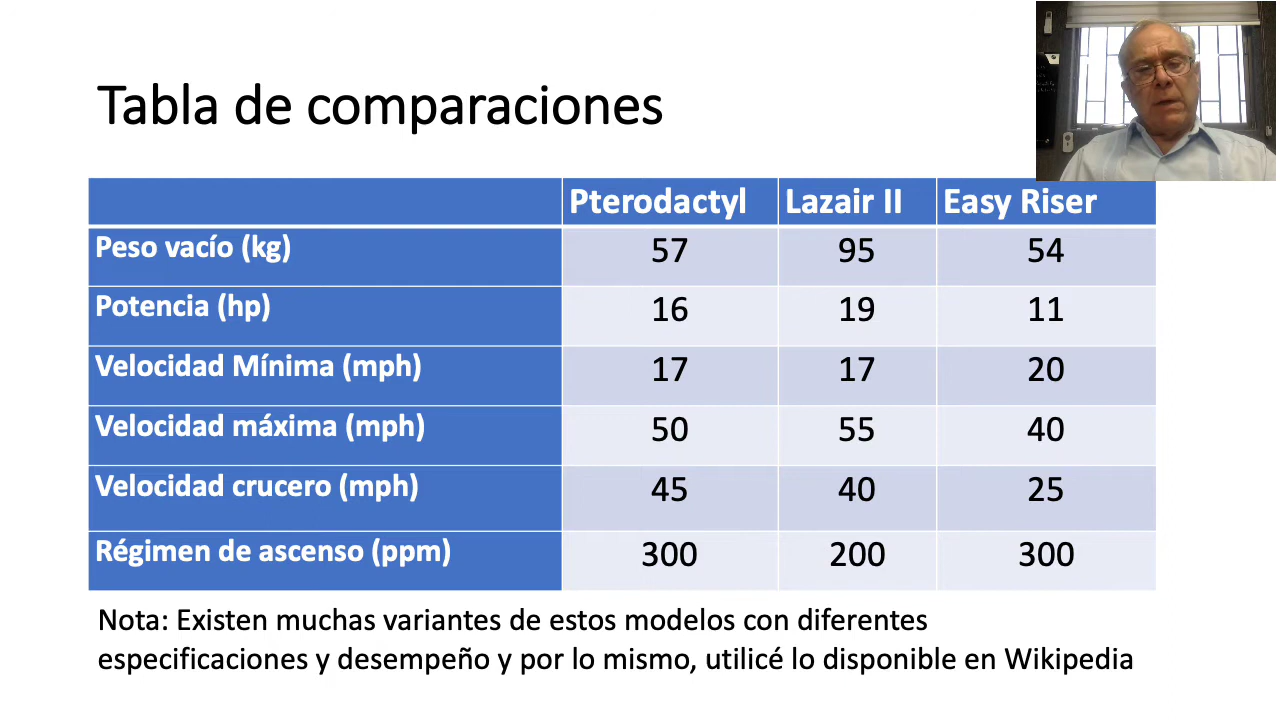 Tabla de comparaciones
Pterodactyl Lazair II Easy Riser
Peso vacío (kg) 57 95 54
Potencia (hp) 16 19 11
Velocidad Mínima (mph) 17 17 20
Velocidad máxima (mph) 50 55 40
Velocidad crucero (mph) 45 40 25
Régimen de ascenso (ppm) 300 200 300
Nota: Existen muchas variantes de estos modelos con diferentes
especificaciones y desempeño y por lo mismo, utilicé lo disponible en Wikipedia